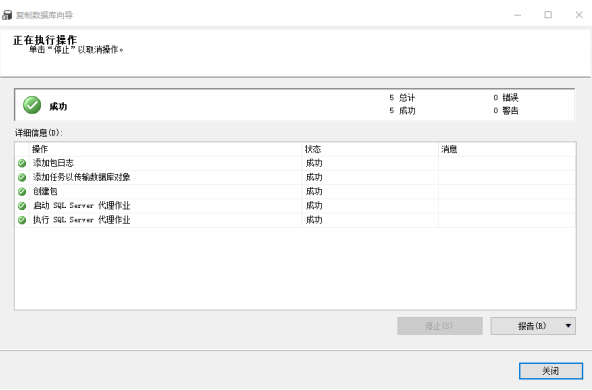 复制数据库向导
正在执行操作
单击“停止”以取消操作。
成功
5 总计 0 错误
5 成功 0 警告
详细信息(D):
操作 状态 消息
添加包日志 成功
添加任务以传输数据库对象 成功
创建包 成功
启动 SQL Server 代理作业 成功
执行 SQL Server 代理作业 成功
停止(S) 报告(R)
关闭